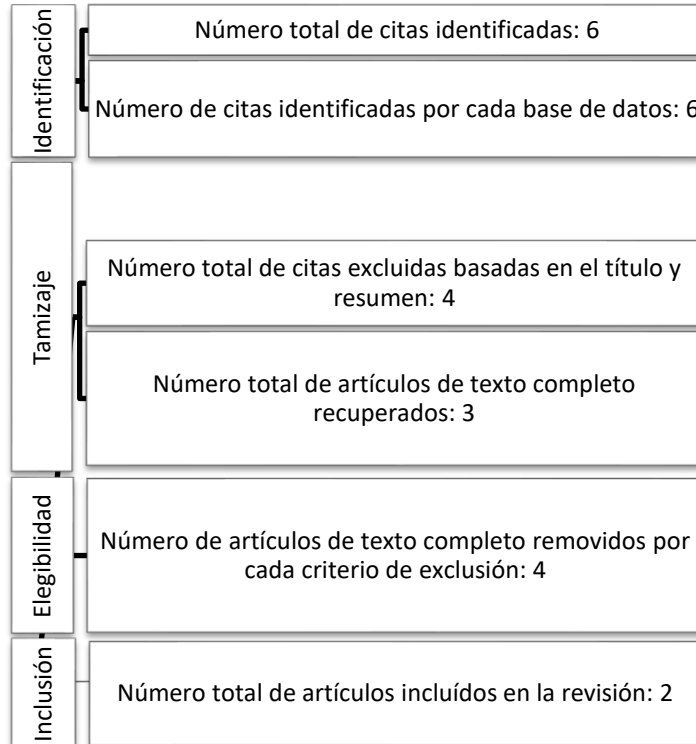 Identificación
Número total de citas identificadas: 6
Número de citas identificadas por cada base de datos: 6
Tamizaje
Número total de citas excluidas basadas en el título y
resumen: 4
Número total de artículos de texto completo
recuperados: 3
Elegibilidad
Número de artículos de texto completo removidos por
cada criterio de exclusión: 4
Inclusión
Número total de artículos incluídos en la revisión: 2